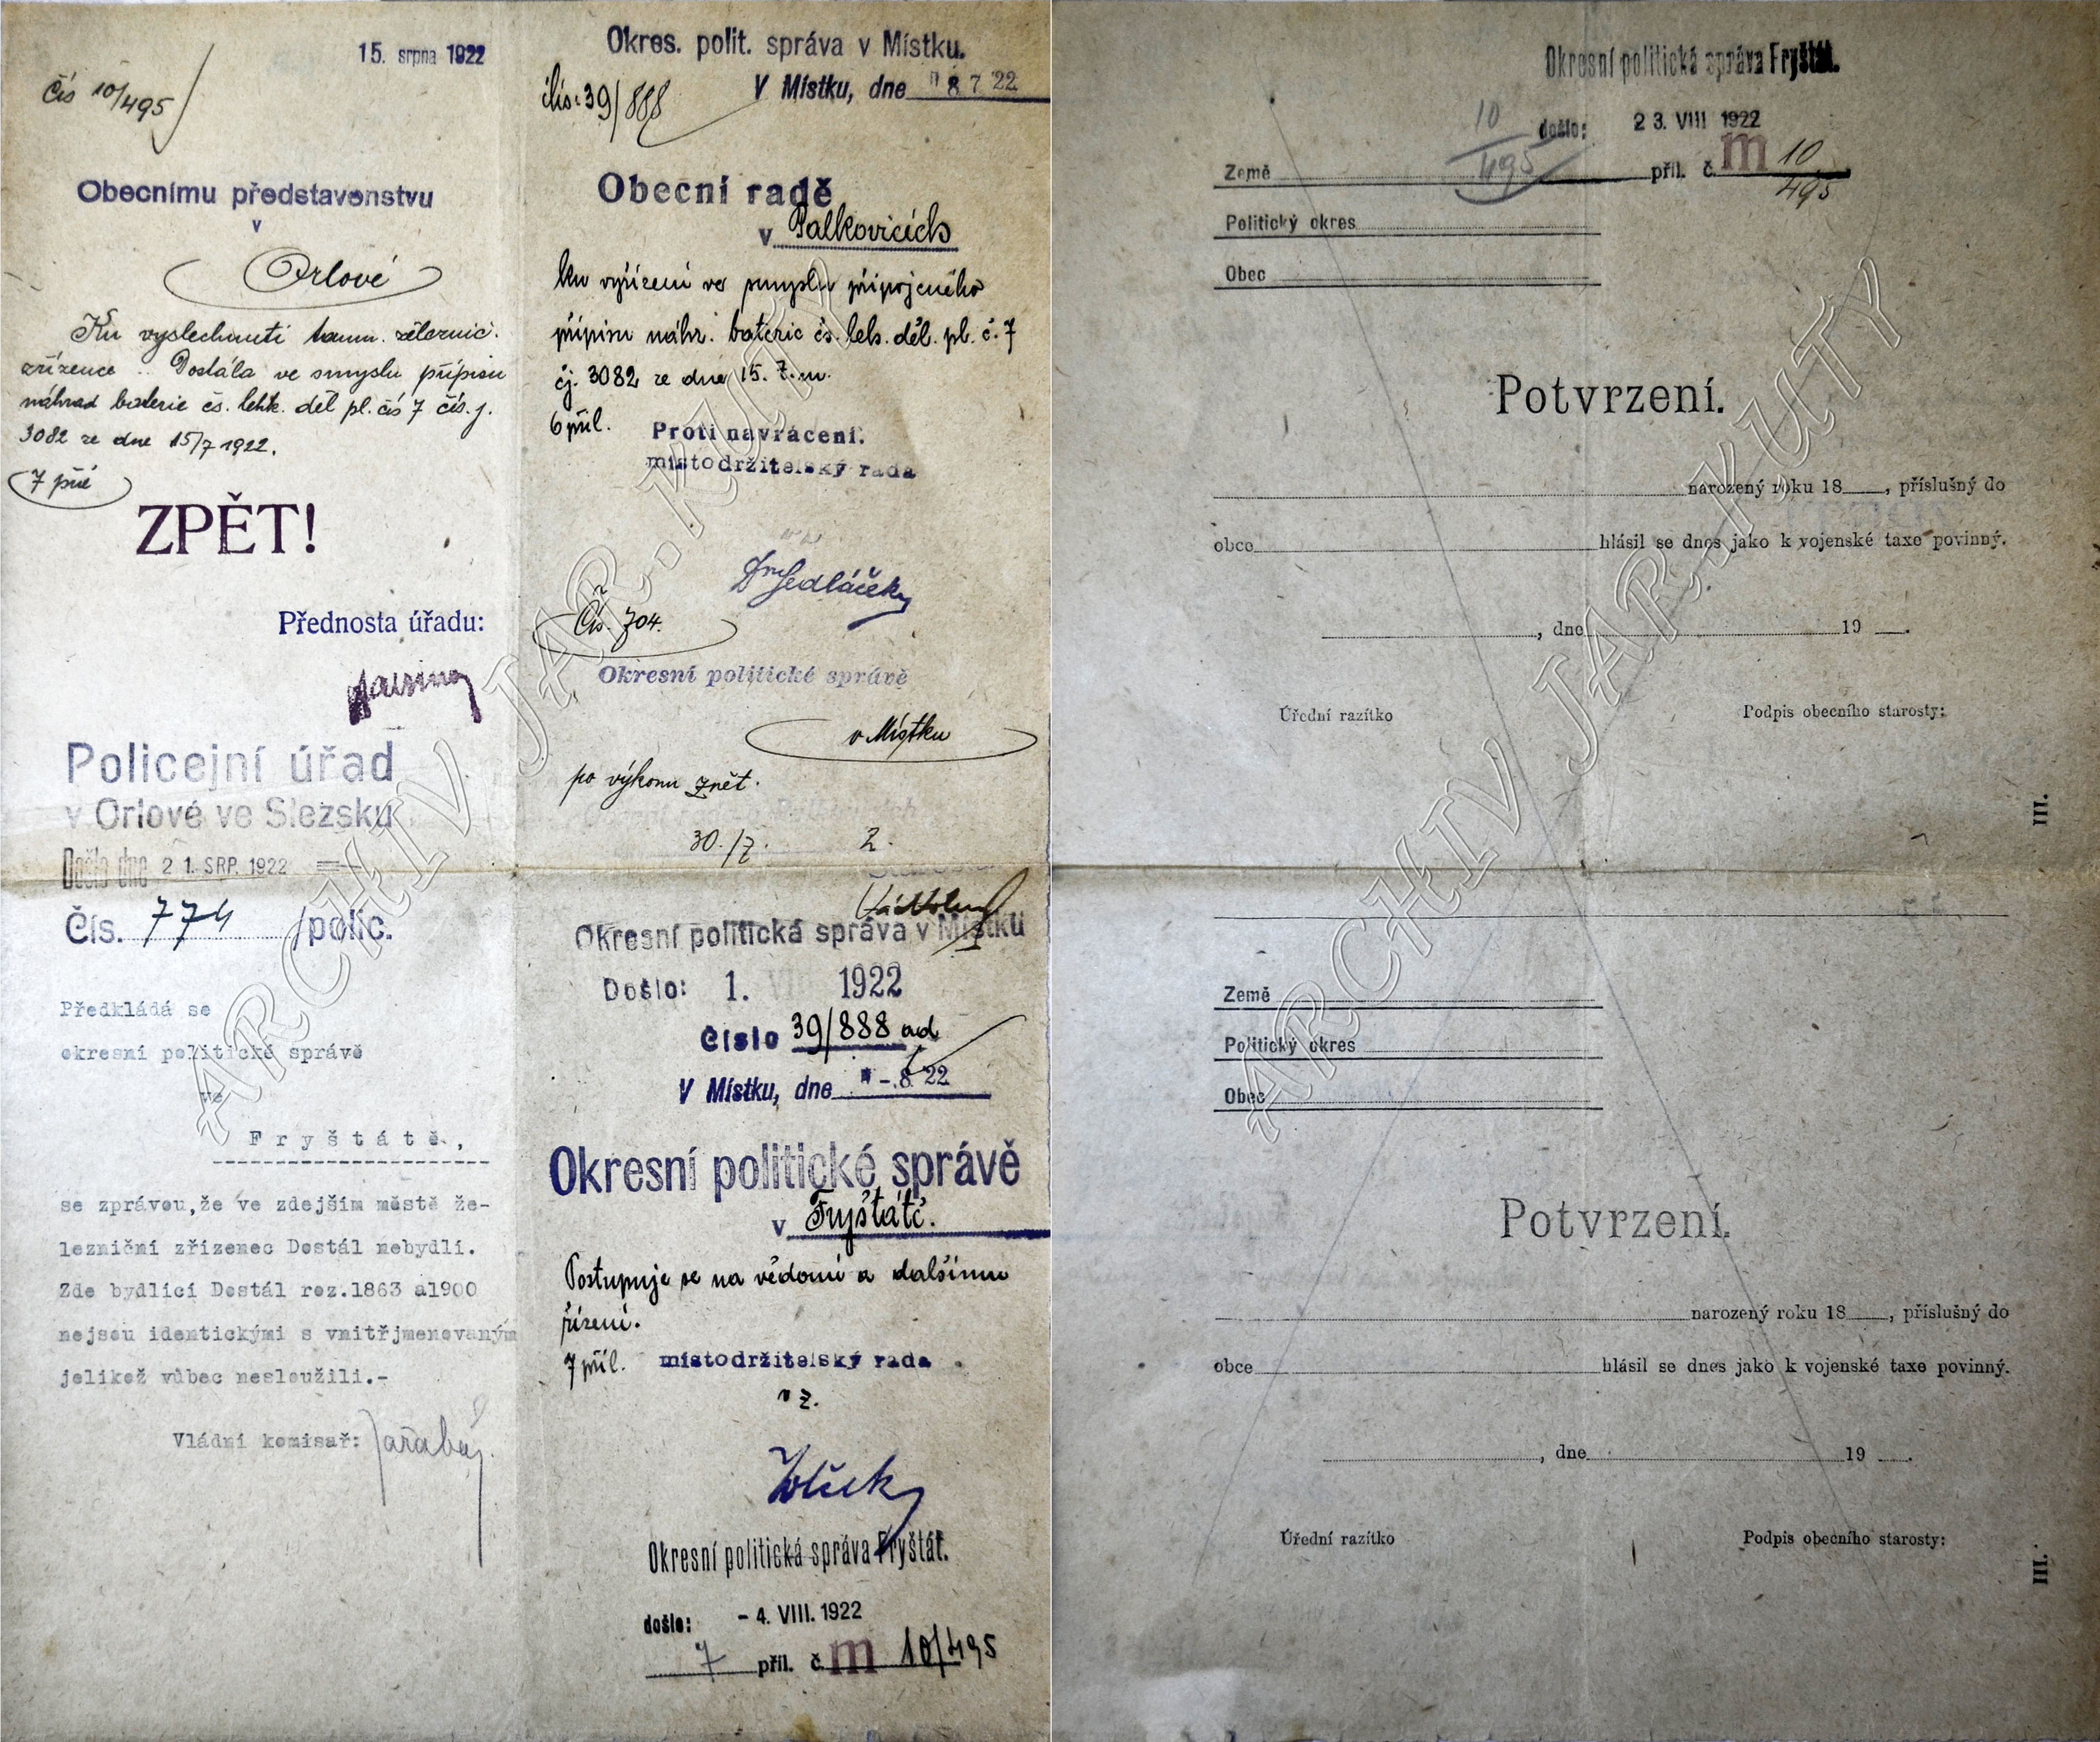 15. srpna 1922
Čís 10/495
Obecnímu představenstvu
v
Orlové
Ku vyslechnutí tamn. železnič.
zřízence Dostála ve smyslu přípisu
náhrad baterie čs. lehk. děl pl. čís 7 čís. j.
3082 ze dne 15/7 1922.
7 příl
ZPĚT!
Přednosta úřadu:
Policejní úřad
v Orlové ve Slezsku
Došlo dne 21. SRP. 1922
Čís. 774 /polic.
Předkládá se
okresní politické správě
ve
Fryštátě,
se zprávou, že ve zdejším městě že-
lezniční zřízenec Dostál nebydlí.
Zde bydlící Dostál roz.1863 a1900
nejsou identickými s vnitřjmenovaným
jelikož vůbec nesloužili.-
Vládní komisař:
Okres. polit. správa v Místku.
čís: 39/888
V Místku, dne 8 7 22
Obecní radě
v Palkovicích
ku vyřízení ve smyslu připojeného
přípisu náhr. baterie čs. leh. děl. pl. č. 7
čj. 3082 ze dne 15. 7. m.
6 příl.
Proti navrácení.
místodržitelský rada
Dr Sedláček
Čís. 704.
Okresní politické správě
v Místku
po výkonu zpět.
30./7. 2.
Okresní politická správa v Místku
Došlo: 1. VIII 1922
Číslo 39/888 ad
V Místku, dne -.8.22
Okresní politické správě
v Fryštátě.
Postupuje se na vědomí a dalšímu
řízení.
7 příl.
místodržitelský rada
v z.
Okresní politická správa Fryštát.
došlo: - 4. VIII. 1922
7 příl. č. m 10/495
Okresní politická správa Fryštát.
10
495
došlo: 23. VIII 1922
příl. č. m 10
495
Země
Politický okres
Obec
Potvrzení.
narozený roku 18 , příslušný do
obce hlásil se dnes jako k vojenské taxe povinný.
, dne 19 .
Úřední razítko
Podpis obecního starosty:
III.
Země
Politický okres
Obec
Potvrzení.
narozený roku 18 , příslušný do
obce hlásil se dnes jako k vojenské taxe povinný.
, dne 19 .
Úřední razítko
Podpis obecního starosty:
III.
ARCHIV JAR. KUTY
ARCHIV JAR. KUTY